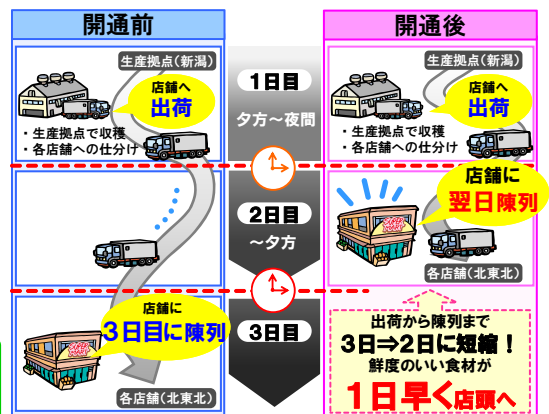 開通前
生産拠点(新潟)
店舗へ
出荷
・生産拠点で収穫
・各店舗への仕分け
店舗に
3日目に陳列
各店舗(北東北)
1日目
夕方～夜間
2日目
～夕方
3日目
開通後
生産拠点(新潟)
店舗へ
出荷
・生産拠点で収穫
・各店舗への仕分け
店舗に
翌日陳列
各店舗(北東北)
出荷から陳列まで
3日⇒2日に短縮！
鮮度のいい食材が
1日早く店頭へ